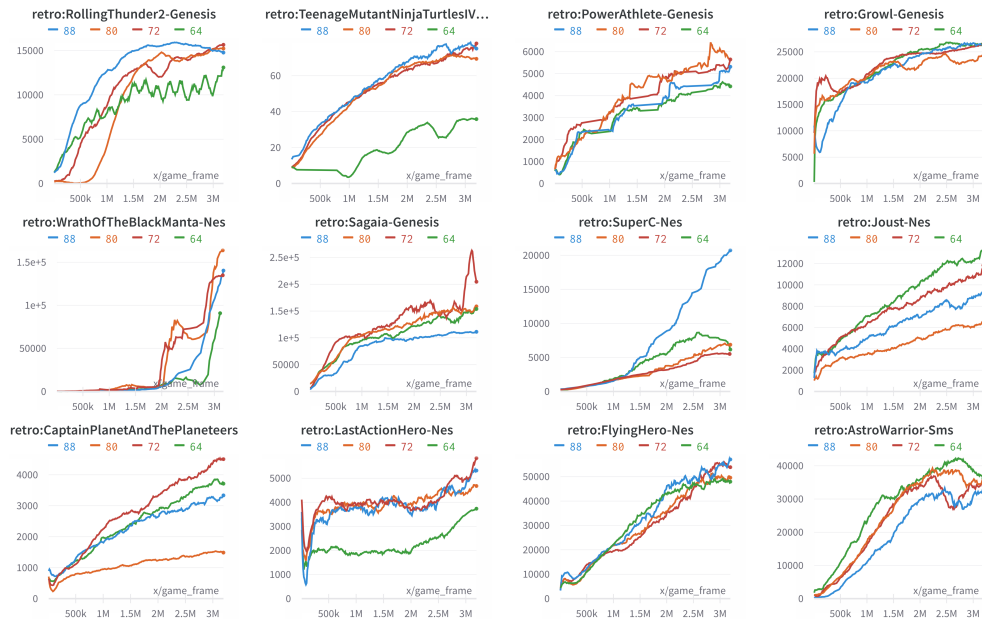 retro:RollingThunder2-Genesis
88 80 72 64
15000
10000
5000
0
x/game_frame
500k 1M 1.5M 2M 2.5M 3M
retro:TeenageMutantNinjaTurtlesIV...
88 80 72 64
60
40
20
0
x/game_frame
500k 1M 1.5M 2M 2.5M 3M
retro:PowerAthlete-Genesis
88 80 72 64
6000
5000
4000
3000
2000
1000
0
x/game_frame
500k 1M 1.5M 2M 2.5M 3M
retro:Growl-Genesis
88 80 72 64
25000
20000
15000
10000
5000
0
x/game_frame
500k 1M 1.5M 2M 2.5M 3M
retro:WrathOfTheBlackManta-Nes
88 80 72 64
1.5e+5
1e+5
50000
0
x/game_frame
500k 1M 1.5M 2M 2.5M 3M
retro:Sagaia-Genesis
88 80 72 64
2.5e+5
2e+5
1.5e+5
1e+5
50000
0
x/game_frame
500k 1M 1.5M 2M 2.5M 3M
retro:SuperC-Nes
88 80 72 64
20000
15000
10000
5000
0
x/game_frame
500k 1M 1.5M 2M 2.5M 3M
retro:Joust-Nes
88 80 72 64
12000
10000
8000
6000
4000
2000
0
x/game_frame
500k 1M 1.5M 2M 2.5M 3M
retro:CaptainPlanetAndThePlaneteers
88 80 72 64
4000
3000
2000
1000
0
x/game_frame
500k 1M 1.5M 2M 2.5M 3M
retro:LastActionHero-Nes
88 80 72 64
5000
4000
3000
2000
1000
0
x/game_frame
500k 1M 1.5M 2M 2.5M 3M
retro:FlyingHero-Nes
88 80 72 64
50000
40000
30000
20000
10000
0
x/game_frame
500k 1M 1.5M 2M 2.5M 3M
retro:AstroWarrior-Sms
88 80 72 64
40000
30000
20000
10000
0
x/game_frame
500k 1M 1.5M 2M 2.5M 3M